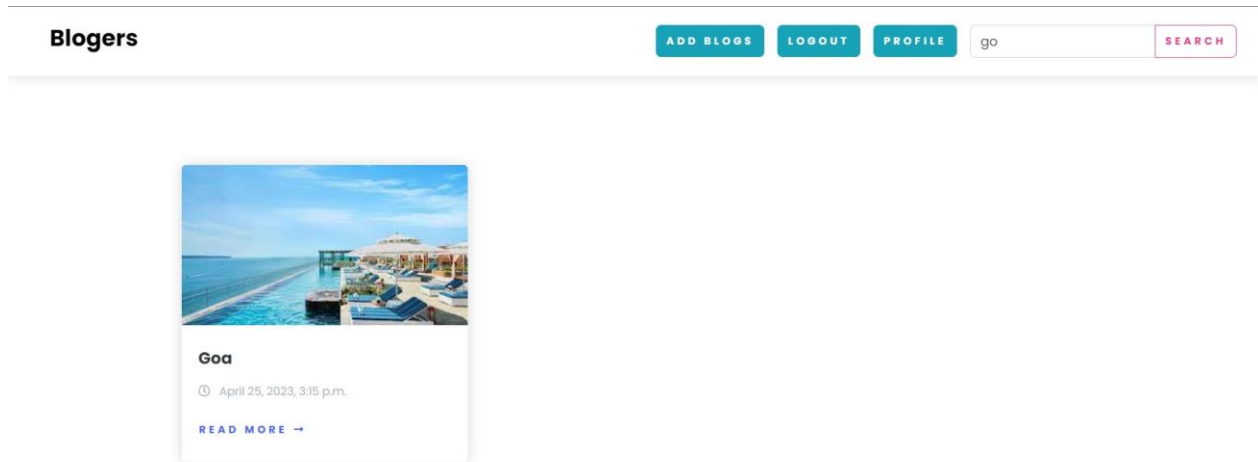 Blogers
ADD BLOGS LOGOUT PROFILE go SEARCH
Goa
April 25, 2023, 3:15 p.m.
READ MORE →